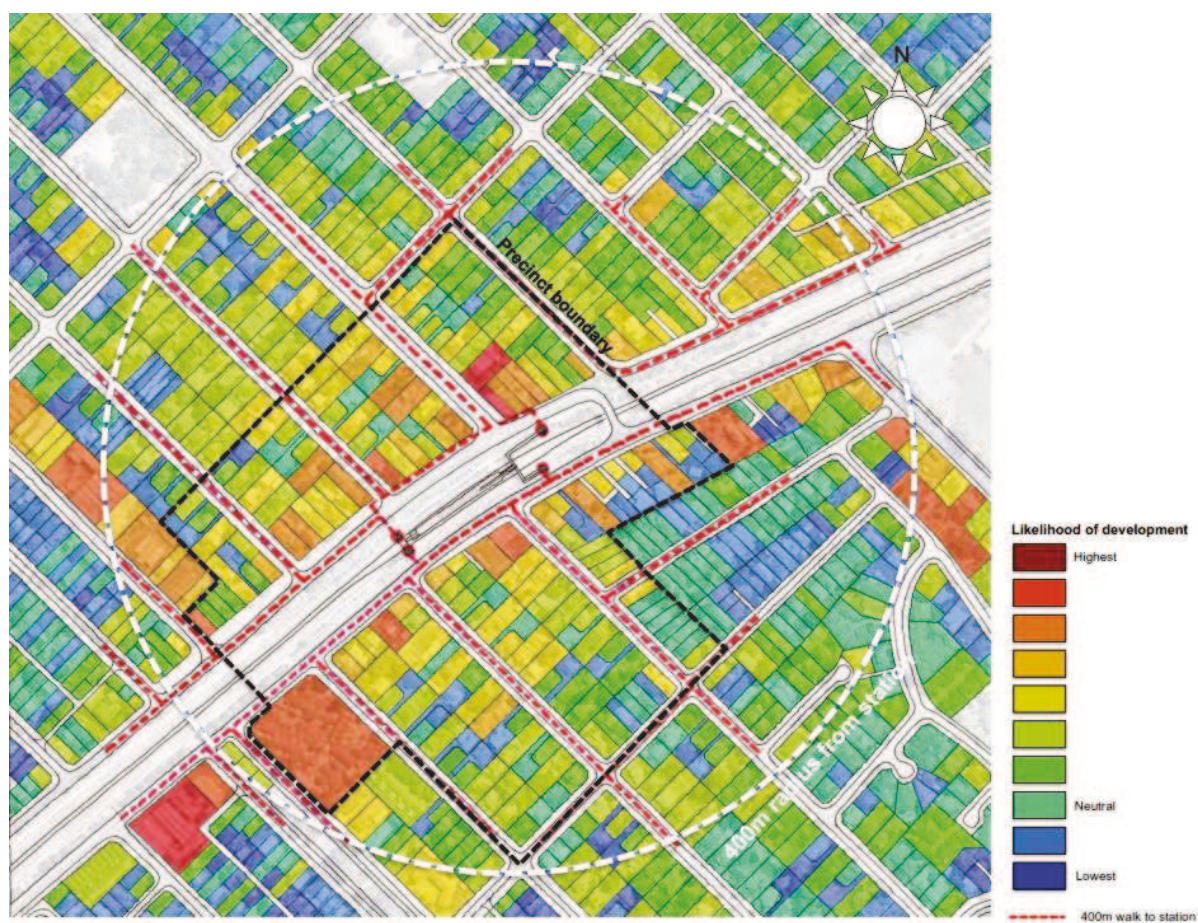 N
Precinct boundary
400m radius from station
Likelihood of development
Highest
Neutral
Lowest
400m walk to station